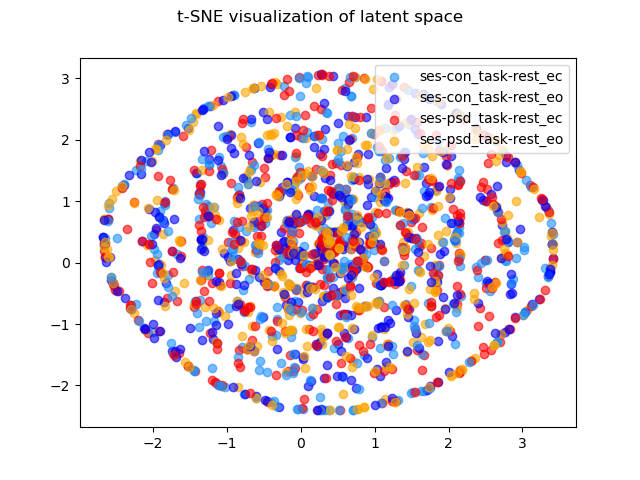 t-SNE visualization of latent space
3
2
1
0
−1
−2
ses-con_task-rest_ec
ses-con_task-rest_eo
ses-psd_task-rest_ec
ses-psd_task-rest_eo
−2
−1
0
1
2
3